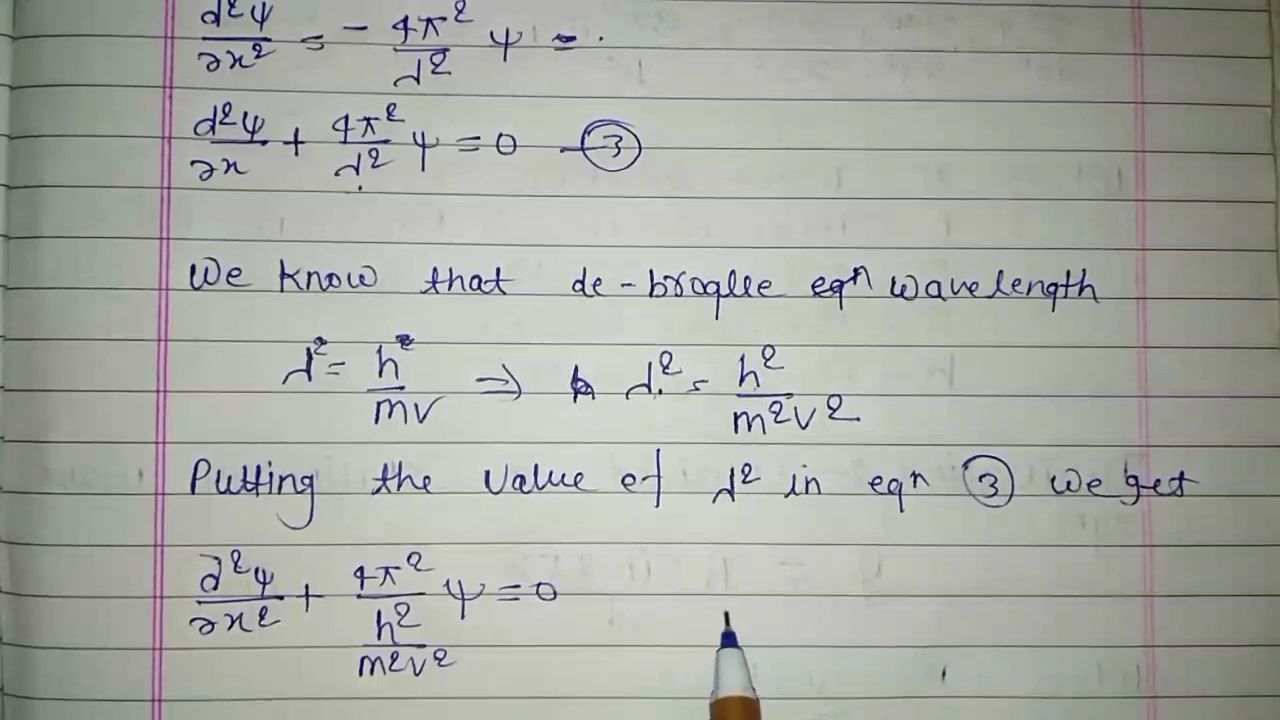 d²ψ/∂x² = - 4π²/λ² ψ = .
d²ψ/∂x + 4π²/λ² ψ = 0 — ③
We know that de-broglie eqⁿ wavelength
λ² = h²/mv ⇒ λ² = h²/m²v²
Putting the value of λ² in eqⁿ ③ we get
∂²ψ/∂x² + 4π²/(h²/m²v²) ψ = 0